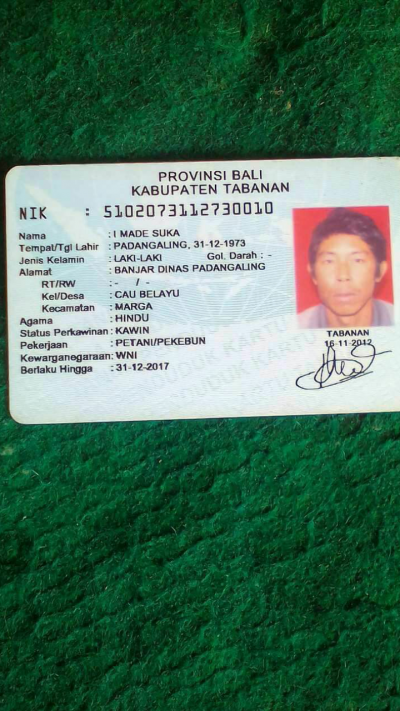 PROVINSI BALI
KABUPATEN TABANAN
NIK : 5102073112730010
Nama : I MADE SUKA
Tempat/Tgl Lahir : PADANGALING, 31-12-1973
Jenis Kelamin : LAKI-LAKI Gol. Darah : -
Alamat : BANJAR DINAS PADANGALING
RT/RW : - / -
Kel/Desa : CAU BELAYU
Kecamatan : MARGA
Agama : HINDU
Status Perkawinan : KAWIN
Pekerjaan : PETANI/PEKEBUN
Kewarganegaraan : WNI
Berlaku Hingga : 31-12-2017
TABANAN
16-11-2012